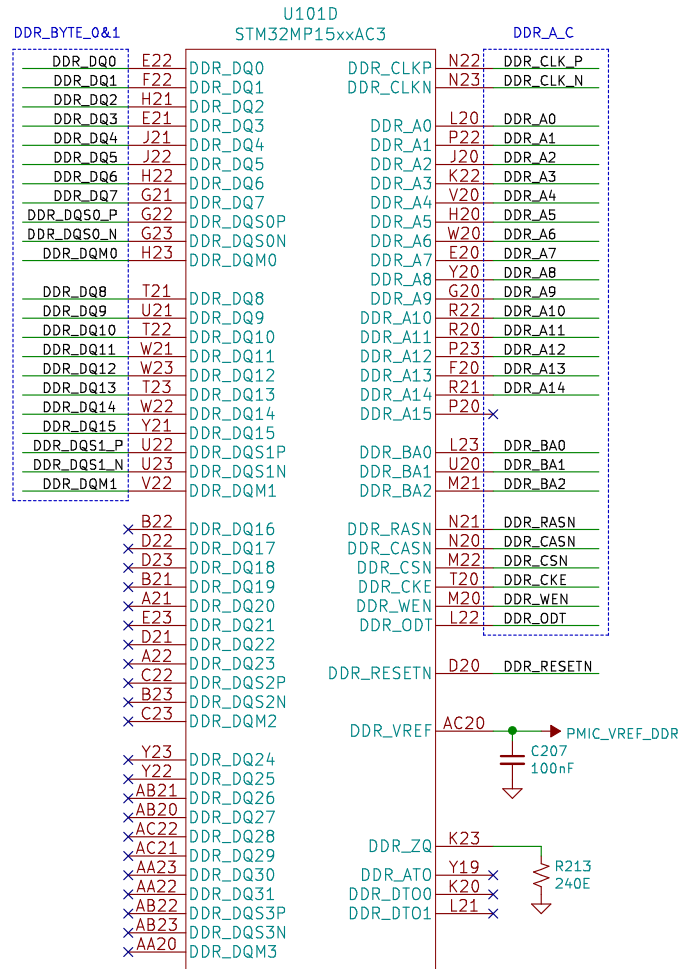 U101D
STM32MP15xxAC3
DDR_BYTE_0&1
DDR_A_C
DDR_DQ0 E22 DDR_DQ0
DDR_DQ1 F22 DDR_DQ1
DDR_DQ2 H21 DDR_DQ2
DDR_DQ3 E21 DDR_DQ3
DDR_DQ4 J21 DDR_DQ4
DDR_DQ5 J22 DDR_DQ5
DDR_DQ6 H22 DDR_DQ6
DDR_DQ7 G21 DDR_DQ7
DDR_DQS0_P G22 DDR_DQS0P
DDR_DQS0_N G23 DDR_DQS0N
DDR_DQM0 H23 DDR_DQM0
DDR_DQ8 T21 DDR_DQ8
DDR_DQ9 U21 DDR_DQ9
DDR_DQ10 T22 DDR_DQ10
DDR_DQ11 W21 DDR_DQ11
DDR_DQ12 W23 DDR_DQ12
DDR_DQ13 T23 DDR_DQ13
DDR_DQ14 W22 DDR_DQ14
DDR_DQ15 Y21 DDR_DQ15
DDR_DQS1_P U22 DDR_DQS1P
DDR_DQS1_N U23 DDR_DQS1N
DDR_DQM1 V22 DDR_DQM1
B22 DDR_DQ16
D22 DDR_DQ17
D23 DDR_DQ18
B21 DDR_DQ19
A21 DDR_DQ20
E23 DDR_DQ21
D21 DDR_DQ22
A22 DDR_DQ23
C22 DDR_DQS2P
B23 DDR_DQS2N
C23 DDR_DQM2
Y23 DDR_DQ24
Y22 DDR_DQ25
AB21 DDR_DQ26
AB20 DDR_DQ27
AC22 DDR_DQ28
AC21 DDR_DQ29
AA23 DDR_DQ30
AA22 DDR_DQ31
AB22 DDR_DQS3P
AB23 DDR_DQS3N
AA20 DDR_DQM3
DDR_CLKP N22 DDR_CLK_P
DDR_CLKN N23 DDR_CLK_N
DDR_A0 L20 DDR_A0
DDR_A1 P22 DDR_A1
DDR_A2 J20 DDR_A2
DDR_A3 K22 DDR_A3
DDR_A4 V20 DDR_A4
DDR_A5 H20 DDR_A5
DDR_A6 W20 DDR_A6
DDR_A7 E20 DDR_A7
DDR_A8 Y20 DDR_A8
DDR_A9 G20 DDR_A9
DDR_A10 R22 DDR_A10
DDR_A11 R20 DDR_A11
DDR_A12 P23 DDR_A12
DDR_A13 F20 DDR_A13
DDR_A14 R21 DDR_A14
DDR_A15 P20
DDR_BA0 L23 DDR_BA0
DDR_BA1 U20 DDR_BA1
DDR_BA2 M21 DDR_BA2
DDR_RASN N21 DDR_RASN
DDR_CASN N20 DDR_CASN
DDR_CSN M22 DDR_CSN
DDR_CKE T20 DDR_CKE
DDR_WEN M20 DDR_WEN
DDR_ODT L22 DDR_ODT
DDR_RESETN D20 DDR_RESETN
DDR_VREF AC20 PMIC_VREF_DDR
C207
100nF
DDR_ZQ K23
R213
240E
DDR_ATO Y19
DDR_DTO0 K20
DDR_DTO1 L21